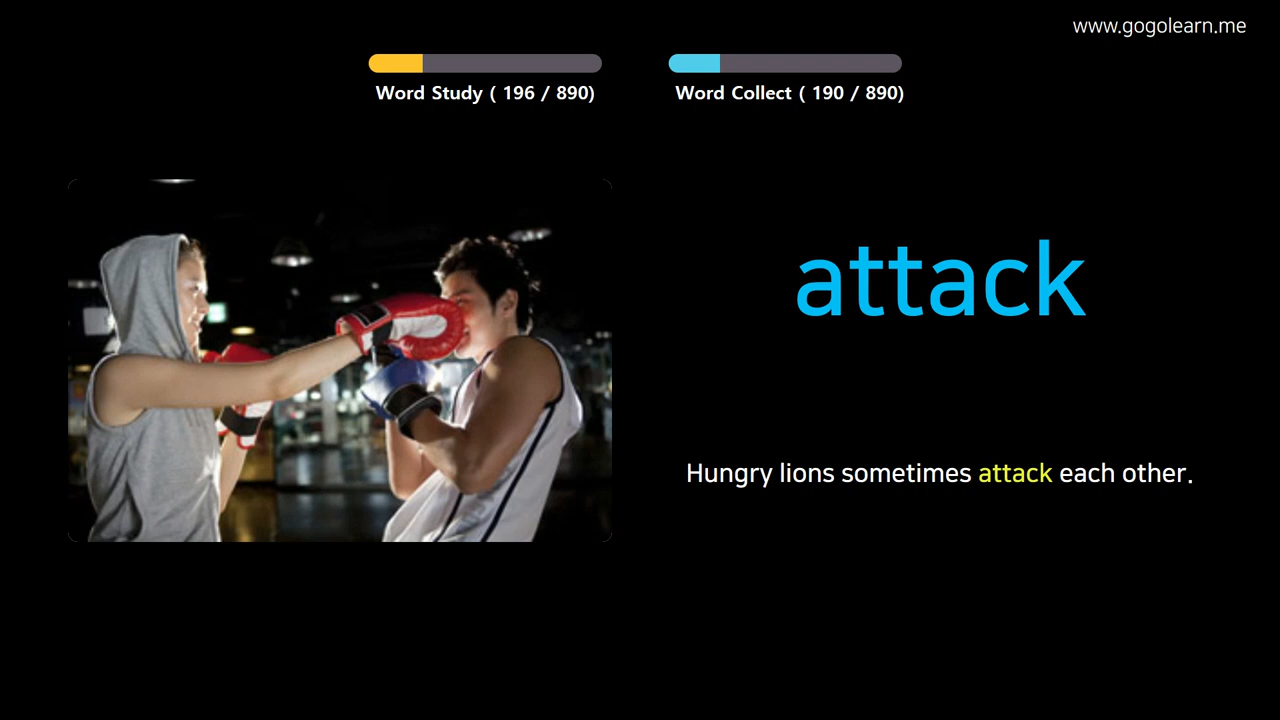 www.gogolearn.me
Word Study ( 196 / 890)
Word Collect ( 190 / 890)
attack
Hungry lions sometimes attack each other.